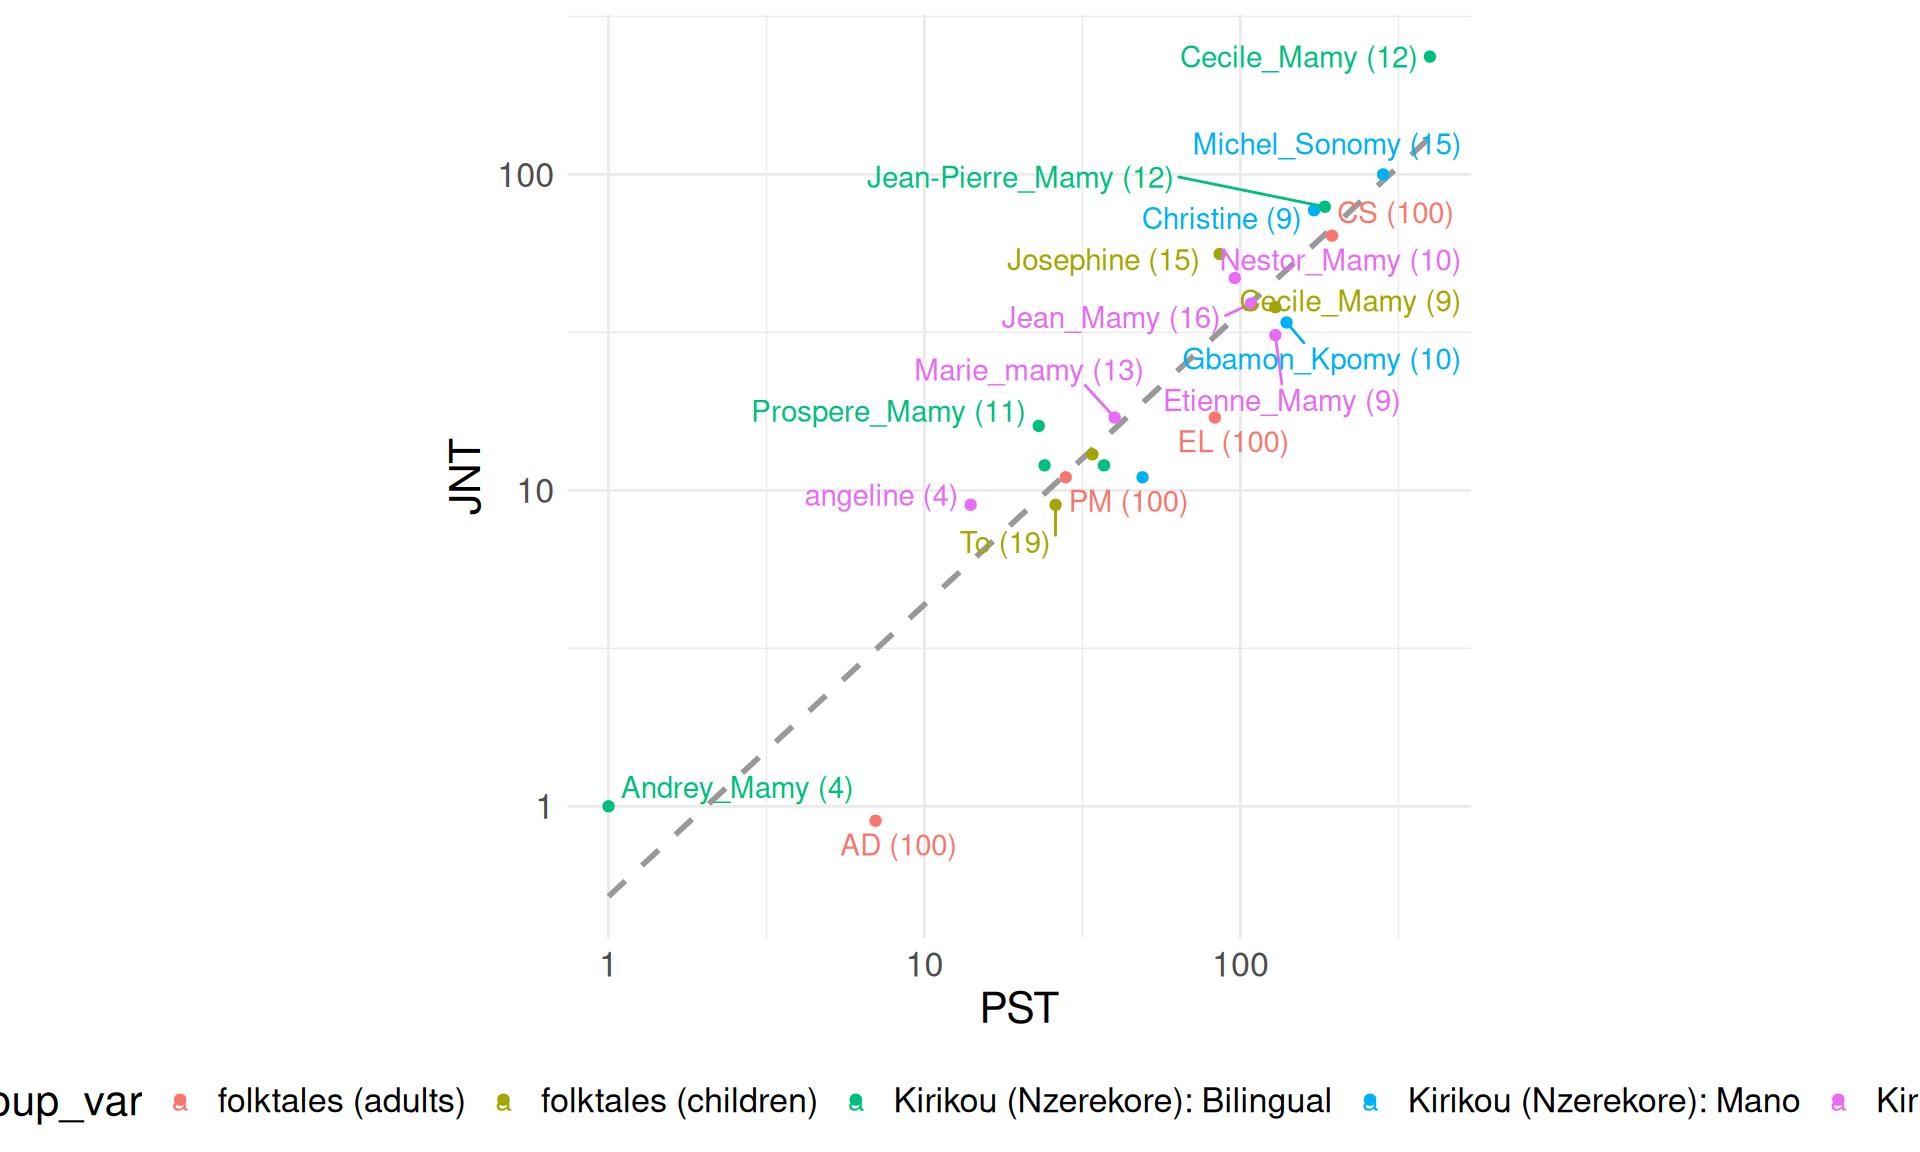 Cecile_Mamy (12)
Michel_Sonomy (15)
100
Jean-Pierre_Mamy (12)
CS (100)
Christine (9)
Josephine (15)
Nestor_Mamy (10)
Cecile_Mamy (9)
Jean_Mamy (16)
Gbamon_Kpomy (10)
Marie_mamy (13)
Etienne_Mamy (9)
Prospere_Mamy (11)
EL (100)
JNT
10
angeline (4)
PM (100)
To (19)
Andrey_Mamy (4)
1
AD (100)
1 10 100
PST
oup_var a folktales (adults) a folktales (children) a Kirikou (Nzerekore): Bilingual a Kirikou (Nzerekore): Mano a Kir